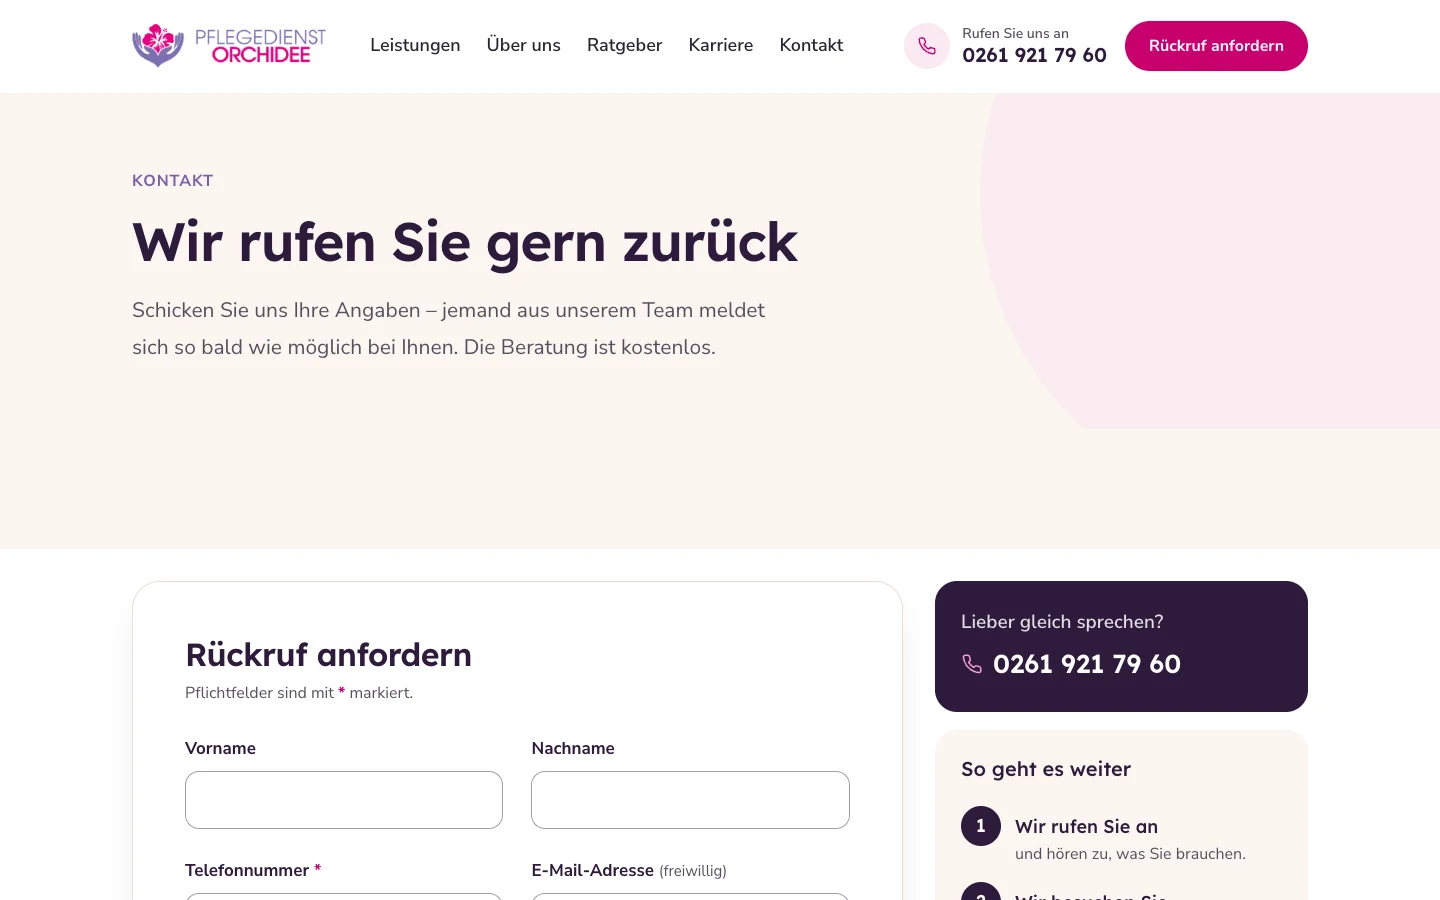 PFLEGEDIENST
ORCHIDEE
Leistungen
Über uns
Ratgeber
Karriere
Kontakt
Rufen Sie uns an
0261 921 79 60
Rückruf anfordern
KONTAKT
Wir rufen Sie gern zurück
Schicken Sie uns Ihre Angaben – jemand aus unserem Team meldet
sich so bald wie möglich bei Ihnen. Die Beratung ist kostenlos.
Rückruf anfordern
Pflichtfelder sind mit * markiert.
Vorname
Nachname
Telefonnummer *
E-Mail-Adresse (freiwillig)
Lieber gleich sprechen?
0261 921 79 60
So geht es weiter
1
Wir rufen Sie an
und hören zu, was Sie brauchen.
2
Wir besuchen Sie